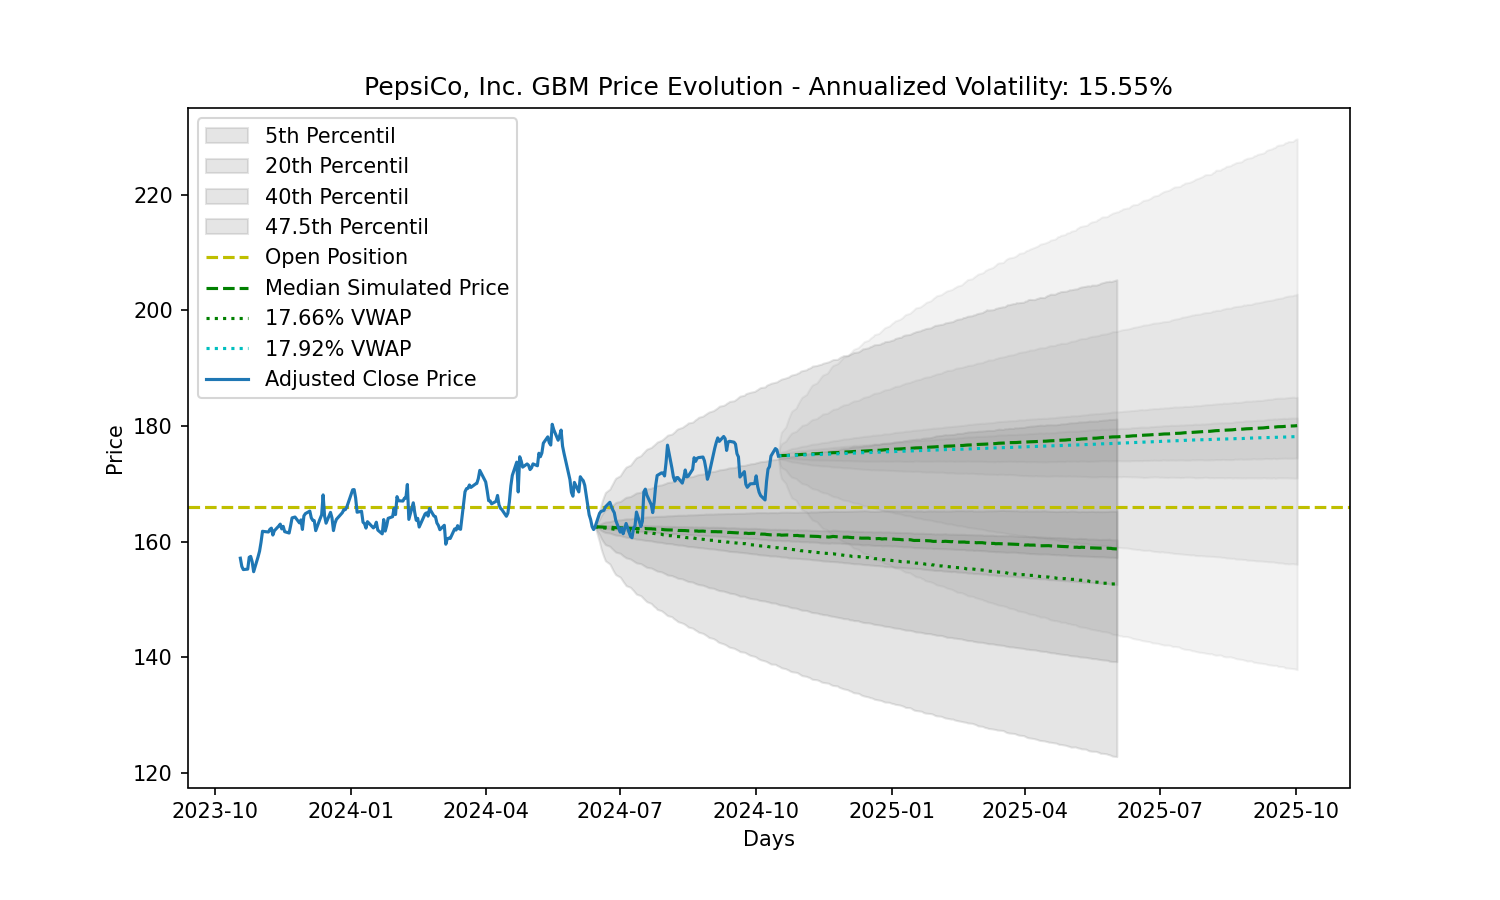 PepsiCo, Inc. GBM Price Evolution - Annualized Volatility: 15.55%
5th Percentil
20th Percentil
40th Percentil
47.5th Percentil
Open Position
Median Simulated Price
17.66% VWAP
17.92% VWAP
Adjusted Close Price
Price
220
200
180
160
140
120
2023-10 2024-01 2024-04 2024-07 2024-10 2025-01 2025-04 2025-07 2025-10
Days